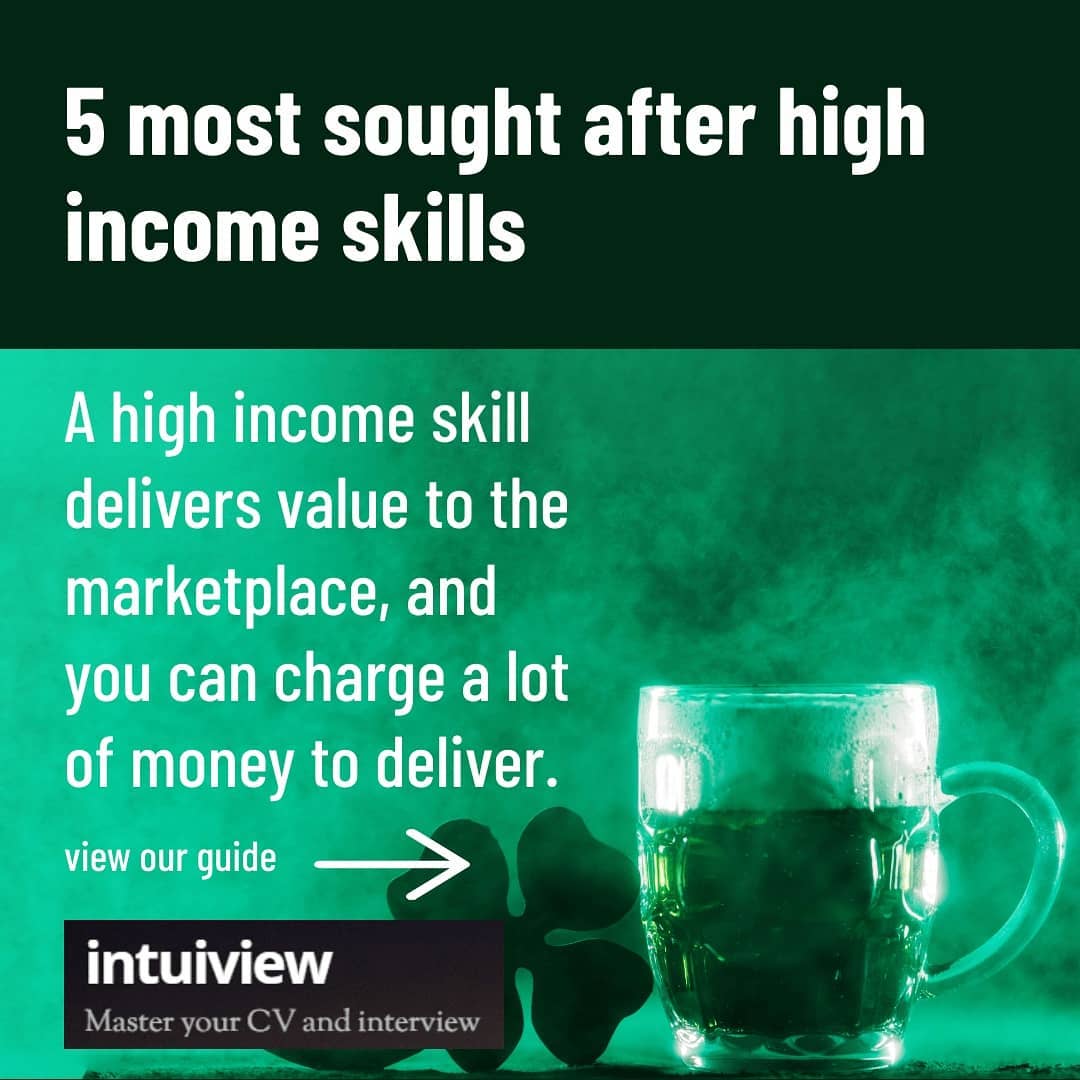 5 most sought after high
income skills
A high income skill
delivers value to the
marketplace, and
you can charge a lot
of money to deliver.
view our guide
intuiview
Master your CV and interview